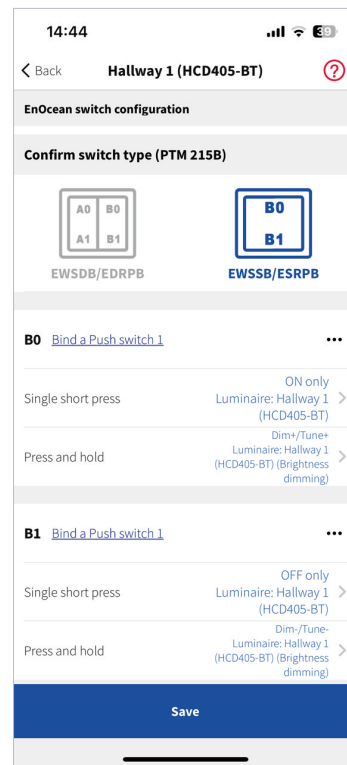 14:44
39
Back Hallway 1 (HCD405-BT) ?
EnOcean switch configuration
Confirm switch type (PTM 215B)
A0 B0
A1 B1
EWSDB/EDRPB
B0
B1
EWSSB/ESRPB
B0 Bind a Push switch 1
Single short press
ON only
Luminaire: Hallway 1
(HCD405-BT)
Press and hold
Dim+/Tune+
Luminaire: Hallway 1
(HCD405-BT) (Brightness
dimming)
B1 Bind a Push switch 1
Single short press
OFF only
Luminaire: Hallway 1
(HCD405-BT)
Press and hold
Dim-/Tune-
Luminaire: Hallway 1
(HCD405-BT) (Brightness
dimming)
Save